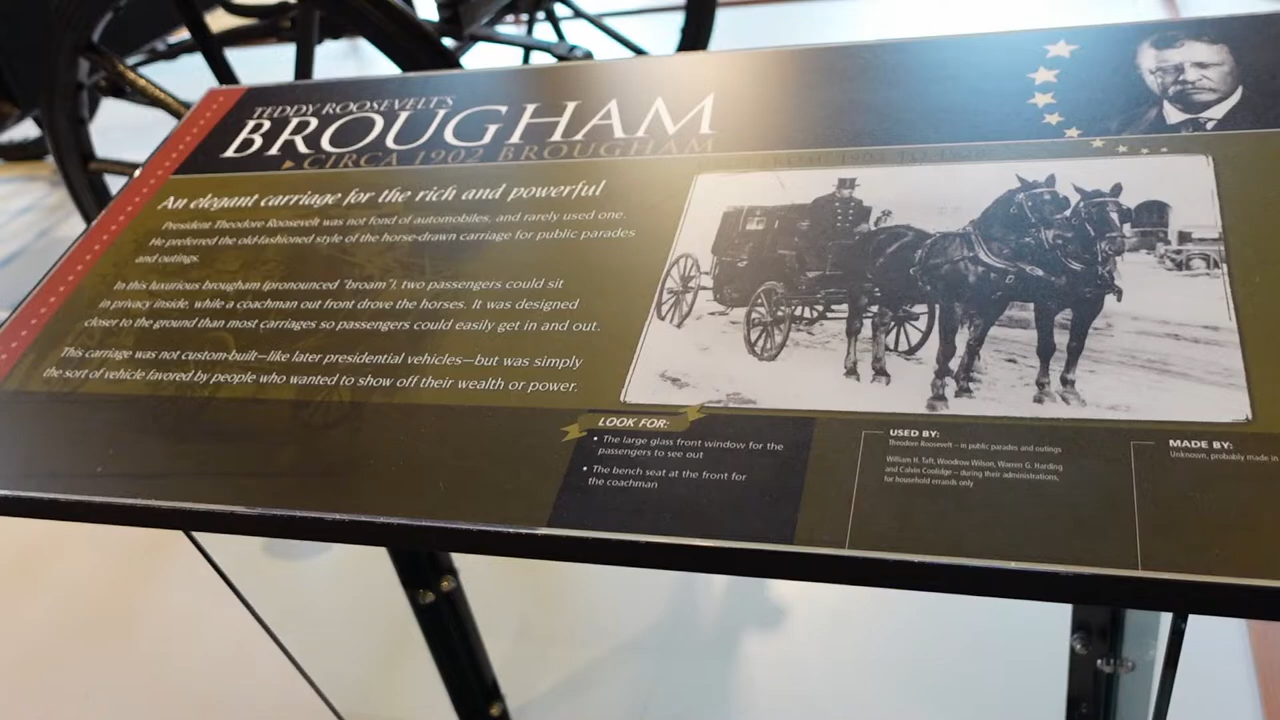 TEDDY ROOSEVELT'S
BROUGHAM
CIRCA 1902 BROUGHAM
An elegant carriage for the rich and powerful
President Theodore Roosevelt was not fond of automobiles, and rarely used one.
He preferred the old-fashioned style of the horse-drawn carriage for public parades
and outings.
In this luxurious brougham (pronounced "broam"), two passengers could sit
in privacy inside, while a coachman out front drove the horses. It was designed
closer to the ground than most carriages so passengers could easily get in and out.
This carriage was not custom-built—like later presidential vehicles—but was simply
the sort of vehicle favored by people who wanted to show off their wealth or power.
LOOK FOR:
• The large glass front window for the
passengers to see out
• The bench seat at the front for
the coachman
USED BY:
Theodore Roosevelt – in public parades and outings
William H. Taft, Woodrow Wilson, Warren G. Harding
and Calvin Coolidge – during their administrations,
for household errands only
MADE BY:
Unknown, probably made in